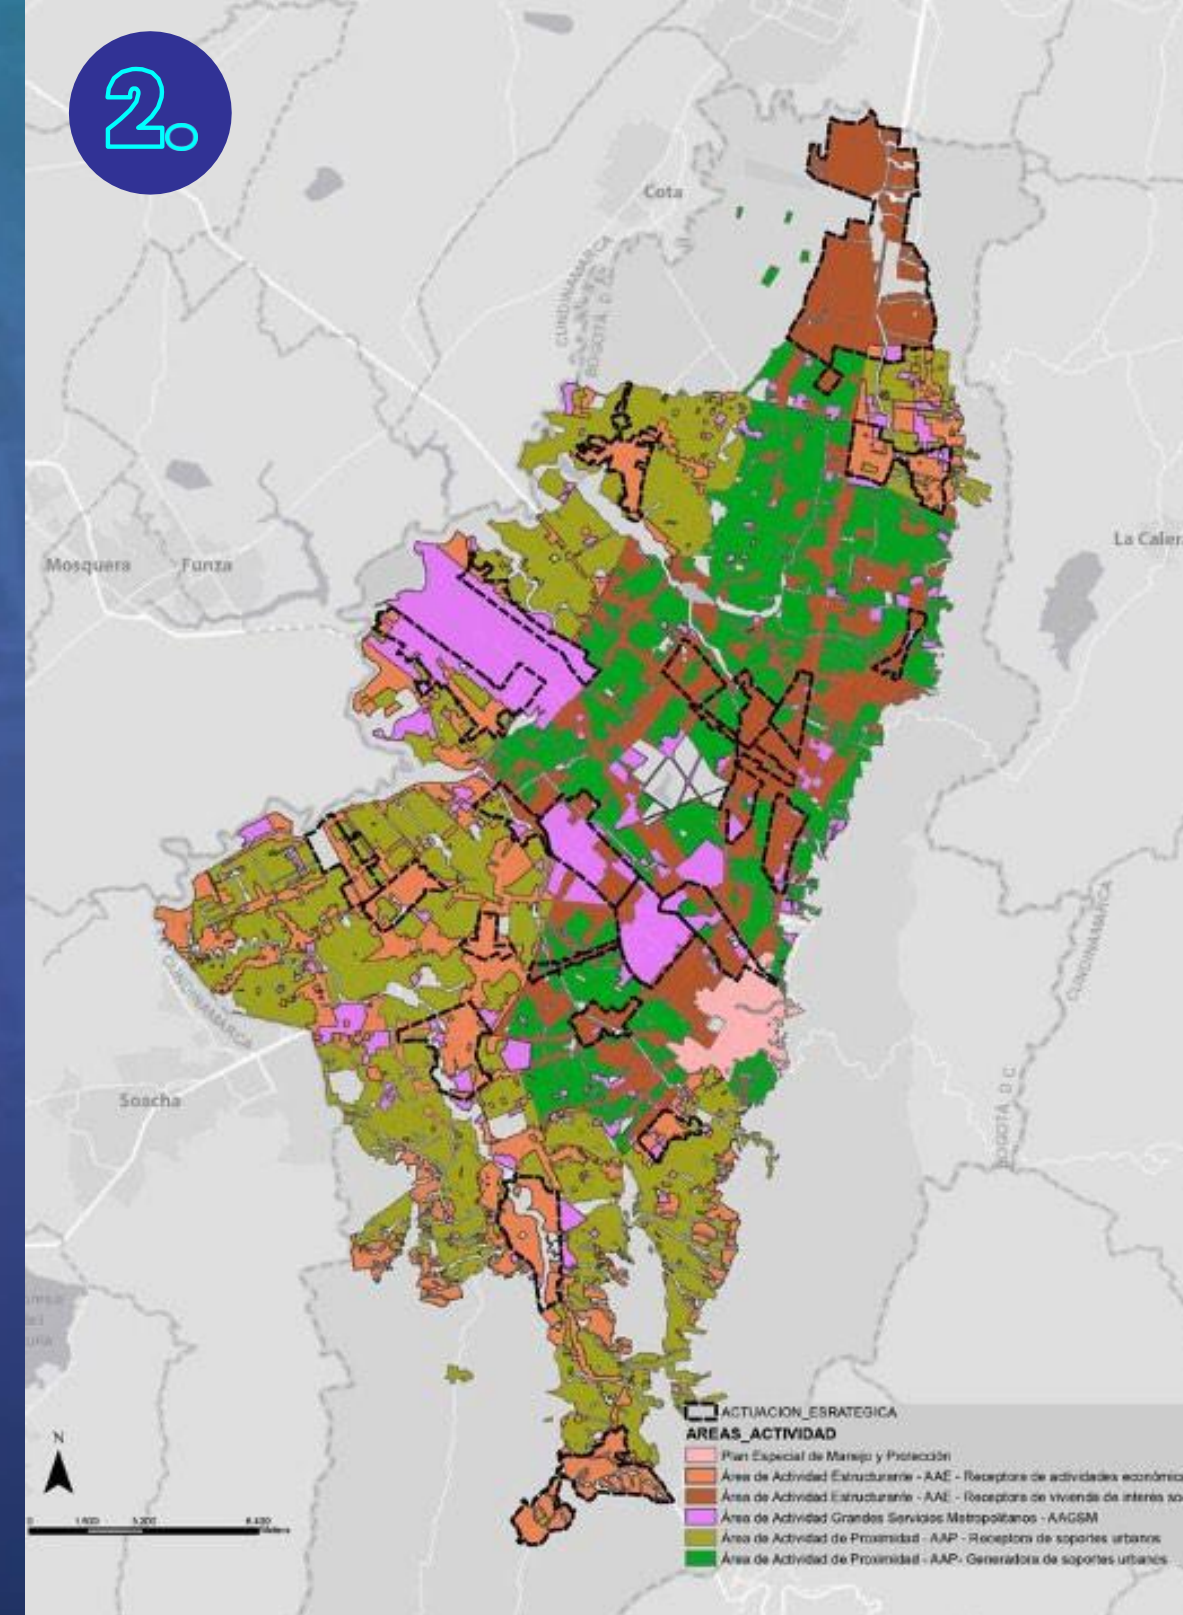 2.
Cota
CUNDINAMARCA
BOGOTÁ, D.C.
Mosquera
Funza
La Caler
CUNDINAMARCA
CUNDINAMARCA
Soacha
BOGOTÁ, D.C.
N
ACTUACION_ESRATEGICA
AREAS_ACTIVIDAD
Plan Especial de Manejo y Protección
Área de Actividad Estructurante - AAE - Receptora de actividades económica
Área de Actividad Estructurante - AAE - Receptora de vivienda de interés so
Área de Actividad Grandes Servicios Metropolitanos - AAGSM
Área de Actividad de Proximidad - AAP - Receptora de soportes urbanos
Área de Actividad de Proximidad - AAP- Generadora de soportes urbanos